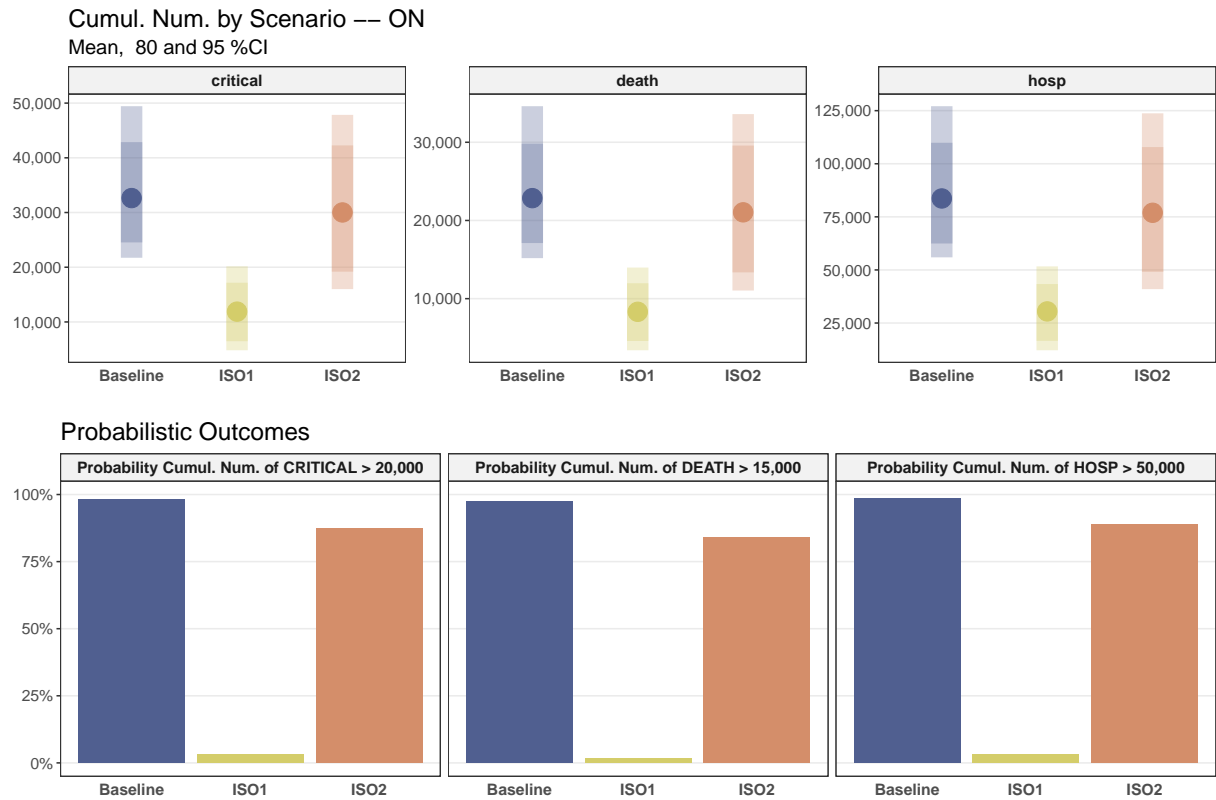 Cumul. Num. by Scenario −− ON
Mean,  80 and 95 %CI
critical
death
hosp
50,000
40,000
30,000
20,000
10,000
30,000
20,000
10,000
125,000
100,000
75,000
50,000
25,000
Baseline ISO1 ISO2
Baseline ISO1 ISO2
Baseline ISO1 ISO2
Probabilistic Outcomes
Probability Cumul. Num. of CRITICAL > 20,000
Probability Cumul. Num. of DEATH > 15,000
Probability Cumul. Num. of HOSP > 50,000
100%
75%
50%
25%
0%
Baseline ISO1 ISO2
Baseline ISO1 ISO2
Baseline ISO1 ISO2